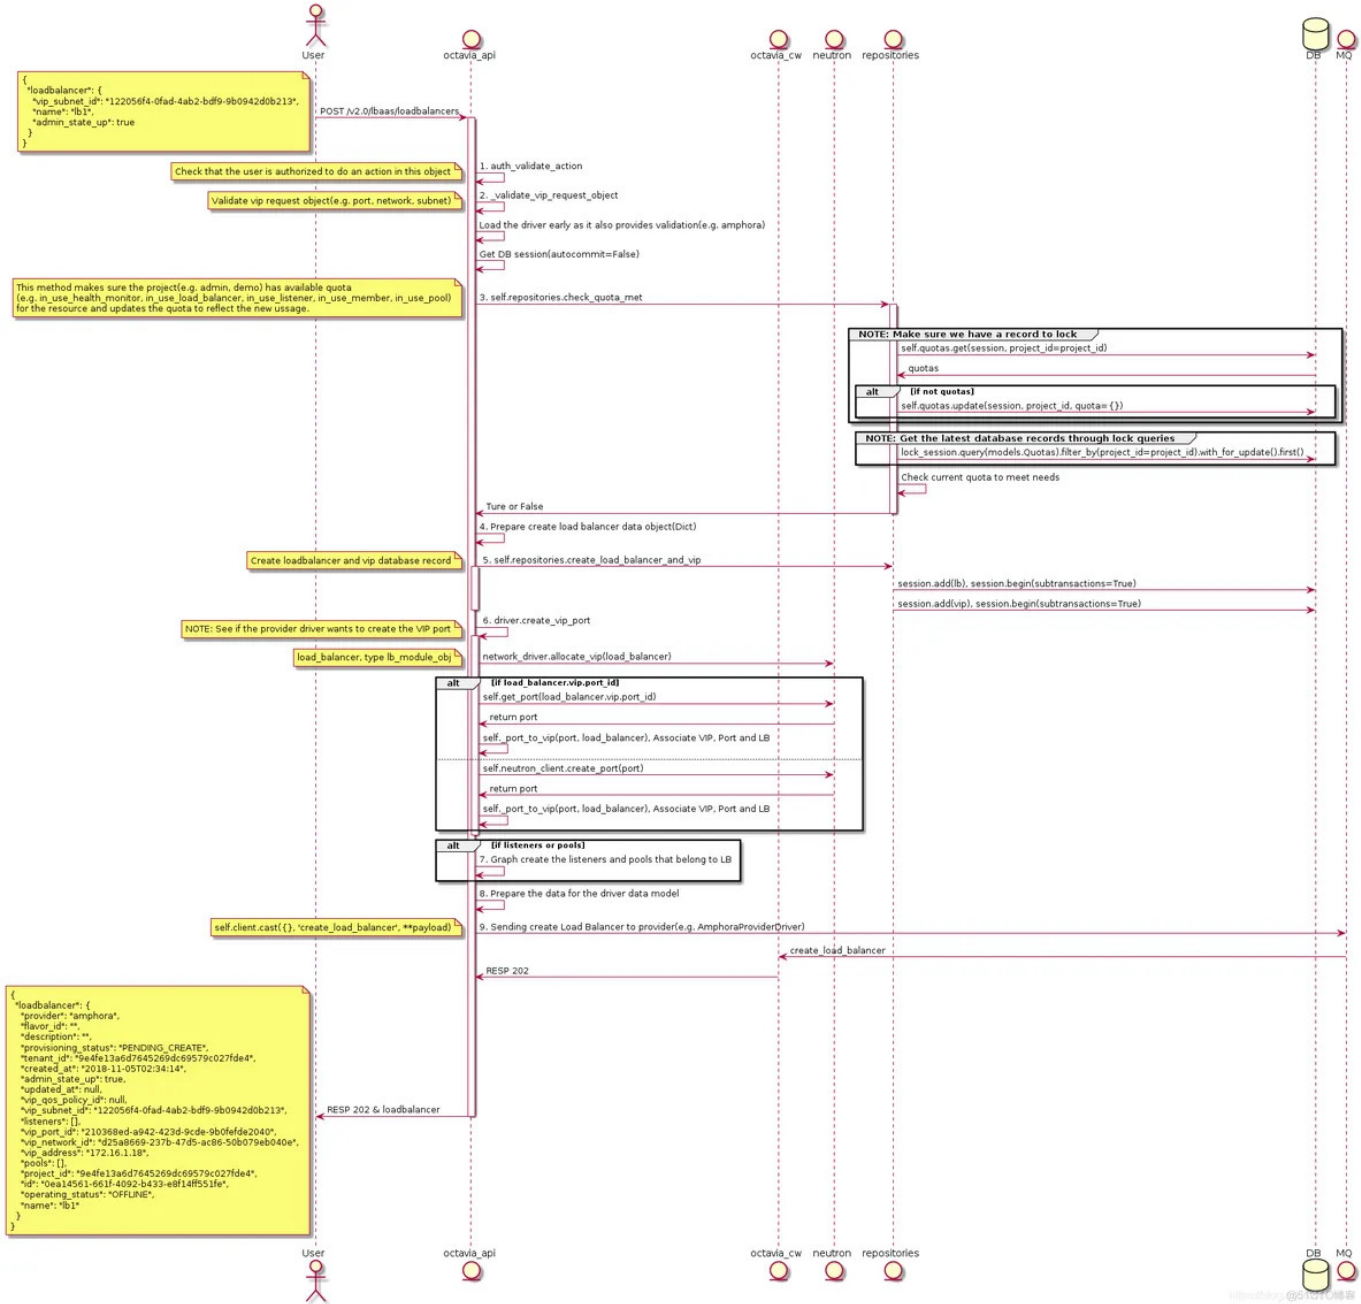 User
octavia_api
octavia_cw
neutron
repositories
DB
MQ
{
"loadbalancer": {
"vip_subnet_id": "122056f4-0fad-4ab2-bdf9-9b0942d0b213",
"name": "lb1",
"admin_state_up": true
}
}
POST /v2.0/lbaas/loadbalancers
Check that the user is authorized to do an action in this object
1. auth_validate_action
Validate vip request object(e.g. port, network, subnet)
2. _validate_vip_request_object
Load the driver early as it also provides validation(e.g. amphora)
Get DB session(autocommit=False)
This method makes sure the project(e.g. admin, demo) has available quota
(e.g. in_use_health_monitor, in_use_load_balancer, in_use_listener, in_use_member, in_use_pool)
for the resource and updates the quota to reflect the new ussage.
3. self.repositories.check_quota_met
NOTE: Make sure we have a record to lock
self.quotas.get(session, project_id=project_id)
quotas
alt [if not quotas]
self.quotas.update(session, project_id, quota= {})
NOTE: Get the latest database records through lock queries
lock_session.query(models.Quotas).filter_by(project_id=project_id).with_for_update().first()
Check current quota to meet needs
Ture or False
4. Prepare create load balancer data object(Dict)
Create loadbalancer and vip database record
5. self.repositories.create_load_balancer_and_vip
session.add(lb), session.begin(subtransactions=True)
session.add(vip), session.begin(subtransactions=True)
NOTE: See if the provider driver wants to create the VIP port
6. driver.create_vip_port
load_balancer, type lb_module_obj
network_driver.allocate_vip(load_balancer)
alt [if load_balancer.vip.port_id]
self.get_port(load_balancer.vip.port_id)
return port
self._port_to_vip(port, load_balancer), Associate VIP, Port and LB
self.neutron_client.create_port(port)
return port
self._port_to_vip(port, load_balancer), Associate VIP, Port and LB
alt [if listeners or pools]
7. Graph create the listeners and pools that belong to LB
8. Prepare the data for the driver data model
self.client.cast({}, 'create_load_balancer', **payload)
9. Sending create Load Balancer to provider(e.g. AmphoraProviderDriver)
create_load_balancer
RESP 202
{
"loadbalancer": {
"provider": "amphora",
"flavor_id": "",
"description": "",
"provisioning_status": "PENDING_CREATE",
"tenant_id": "9e4fe13a6d7645269dc69579c027fde4",
"created_at": "2018-11-05T02:34:14",
"admin_state_up": true,
"updated_at": null,
"vip_qos_policy_id": null,
"vip_subnet_id": "122056f4-0fad-4ab2-bdf9-9b0942d0b213",
"listeners": [],
"vip_port_id": "210368ed-a942-423d-9cde-9b0fefde2040",
"vip_network_id": "d25a8669-237b-47d5-ac86-50b079eb040e",
"vip_address": "172.16.1.18",
"pools": [],
"project_id": "9e4fe13a6d7645269dc69579c027fde4",
"id": "0ea14561-661f-4092-b433-e8f14ff551fe",
"operating_status": "OFFLINE",
"name": "lb1"
}
}
RESP 202 & loadbalancer
User
octavia_api
octavia_cw
neutron
repositories
DB
MQ
@51CTO博客